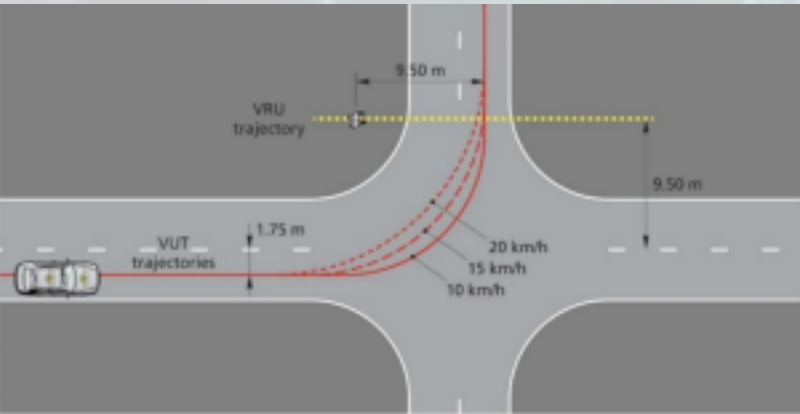 9.50 m
VRU
trajectory
9.50 m
1.75 m
VUT
trajectories
20 km/h
15 km/h
10 km/h